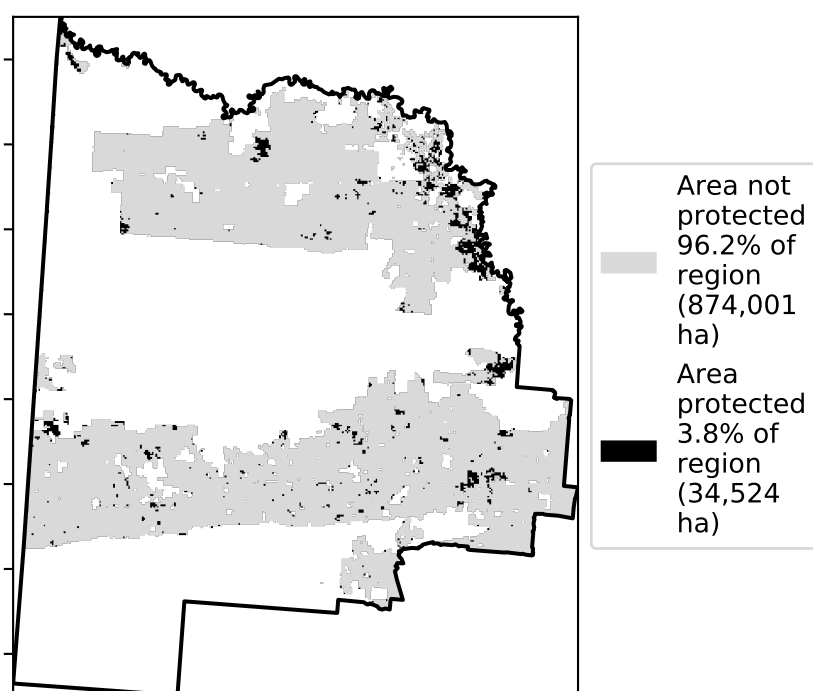 Area not
protected
96.2% of
region
(874,001
ha)
Area
protected
3.8% of
region
(34,524
ha)